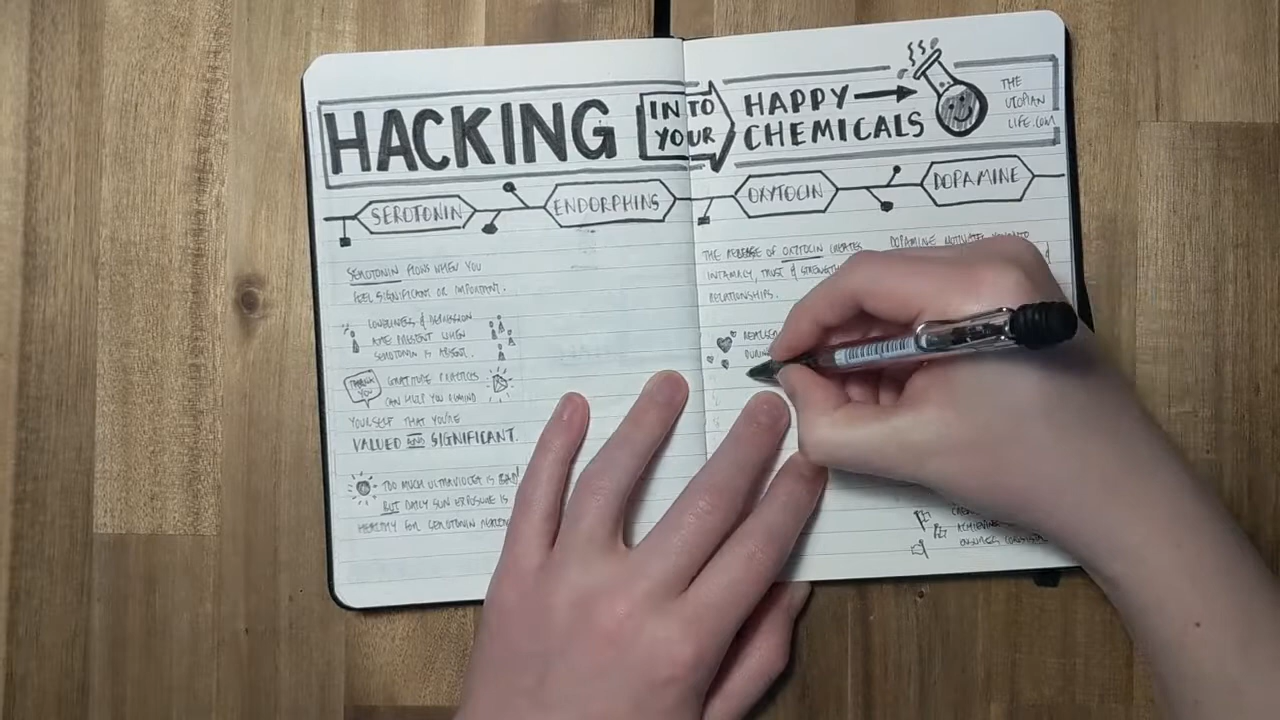 HACKING
INTO
YOUR
HAPPY
CHEMICALS
THE
UTOPIAN
LIFE.COM
SEROTONIN
ENDORPHINS
OXYTOCIN
DOPAMINE
SEROTONIN FLOWS WHEN YOU
FEEL SIGNIFICANT OR IMPORTANT.
LONELINESS & DEPRESSION
ARE PRESENT WHEN
SEROTONIN IS ABSENT.
THANK
YOU
GRATITUDE PRACTICES
CAN HELP YOU REMIND
YOURSELF THAT YOU'RE
VALUED AND SIGNIFICANT.
TOO MUCH ULTRAVIOLET IS BAD!
BUT DAILY SUN EXPOSURE IS
HEALTHY FOR SEROTONIN
THE RELEASE OF OXYTOCIN CREATES
INTAMACY, TRUST &
RELATIONSHIPS.
DOPAMINE MOTIVATES
ACHIEVING